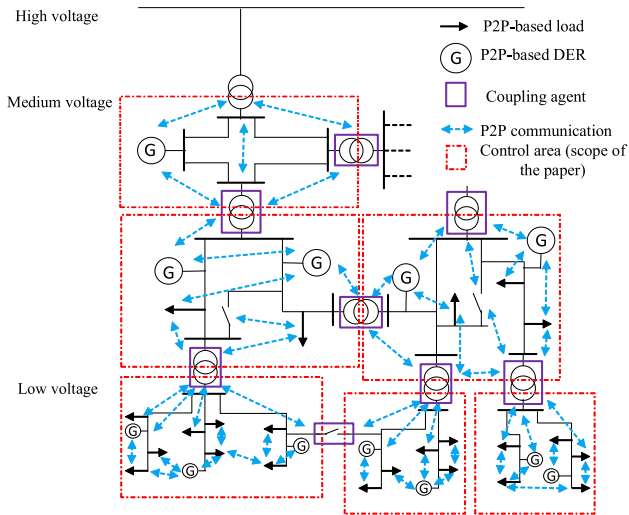 High voltage
P2P-based load
G
P2P-based DER
Coupling agent
Medium voltage
P2P communication
Control area (scope of
the paper)
G
G
G
G
G
Low voltage
G
G
G
G
G
G
G
G